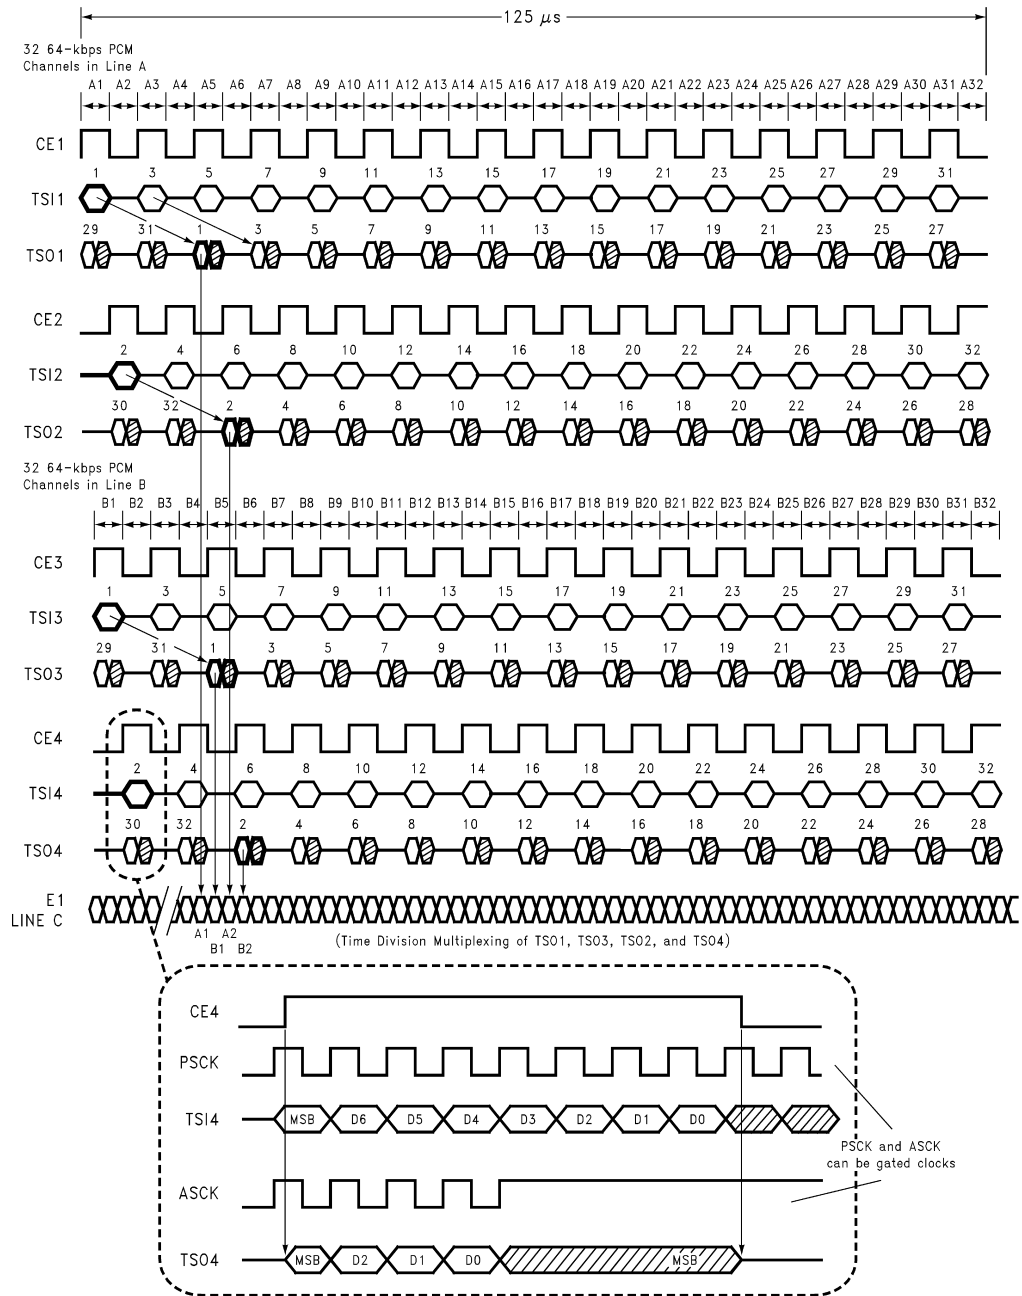 125 μs
32 64-kbps PCM
Channels in Line A
A1 A2 A3 A4 A5 A6 A7 A8 A9 A10 A11 A12 A13 A14 A15 A16 A17 A18 A19 A20 A21 A22 A23 A24 A25 A26 A27 A28 A29 A30 A31 A32
CE1
1 3 5 7 9 11 13 15 17 19 21 23 25 27 29 31
TSI1
29 31 1 3 5 7 9 11 13 15 17 19 21 23 25 27
TSO1
CE2
2 4 6 8 10 12 14 16 18 20 22 24 26 28 30 32
TSI2
30 32 2 4 6 8 10 12 14 16 18 20 22 24 26 28
TSO2
32 64-kbps PCM
Channels in Line B
B1 B2 B3 B4 B5 B6 B7 B8 B9 B10 B11 B12 B13 B14 B15 B16 B17 B18 B19 B20 B21 B22 B23 B24 B25 B26 B27 B28 B29 B30 B31 B32
CE3
1 3 5 7 9 11 13 15 17 19 21 23 25 27 29 31
TSI3
29 31 1 3 5 7 9 11 13 15 17 19 21 23 25 27
TSO3
CE4
2 4 6 8 10 12 14 16 18 20 22 24 26 28 30 32
TSI4
30 32 2 4 6 8 10 12 14 16 18 20 22 24 26 28
TSO4
E1
LINE C
A1 A2
B1 B2
(Time Division Multiplexing of TSO1, TSO3, TSO2, and TSO4)
CE4
PSCK
TSI4 MSB D6 D5 D4 D3 D2 D1 D0
PSCK and ASCK
can be gated clocks
ASCK
TSO4 MSB D2 D1 D0 MSB